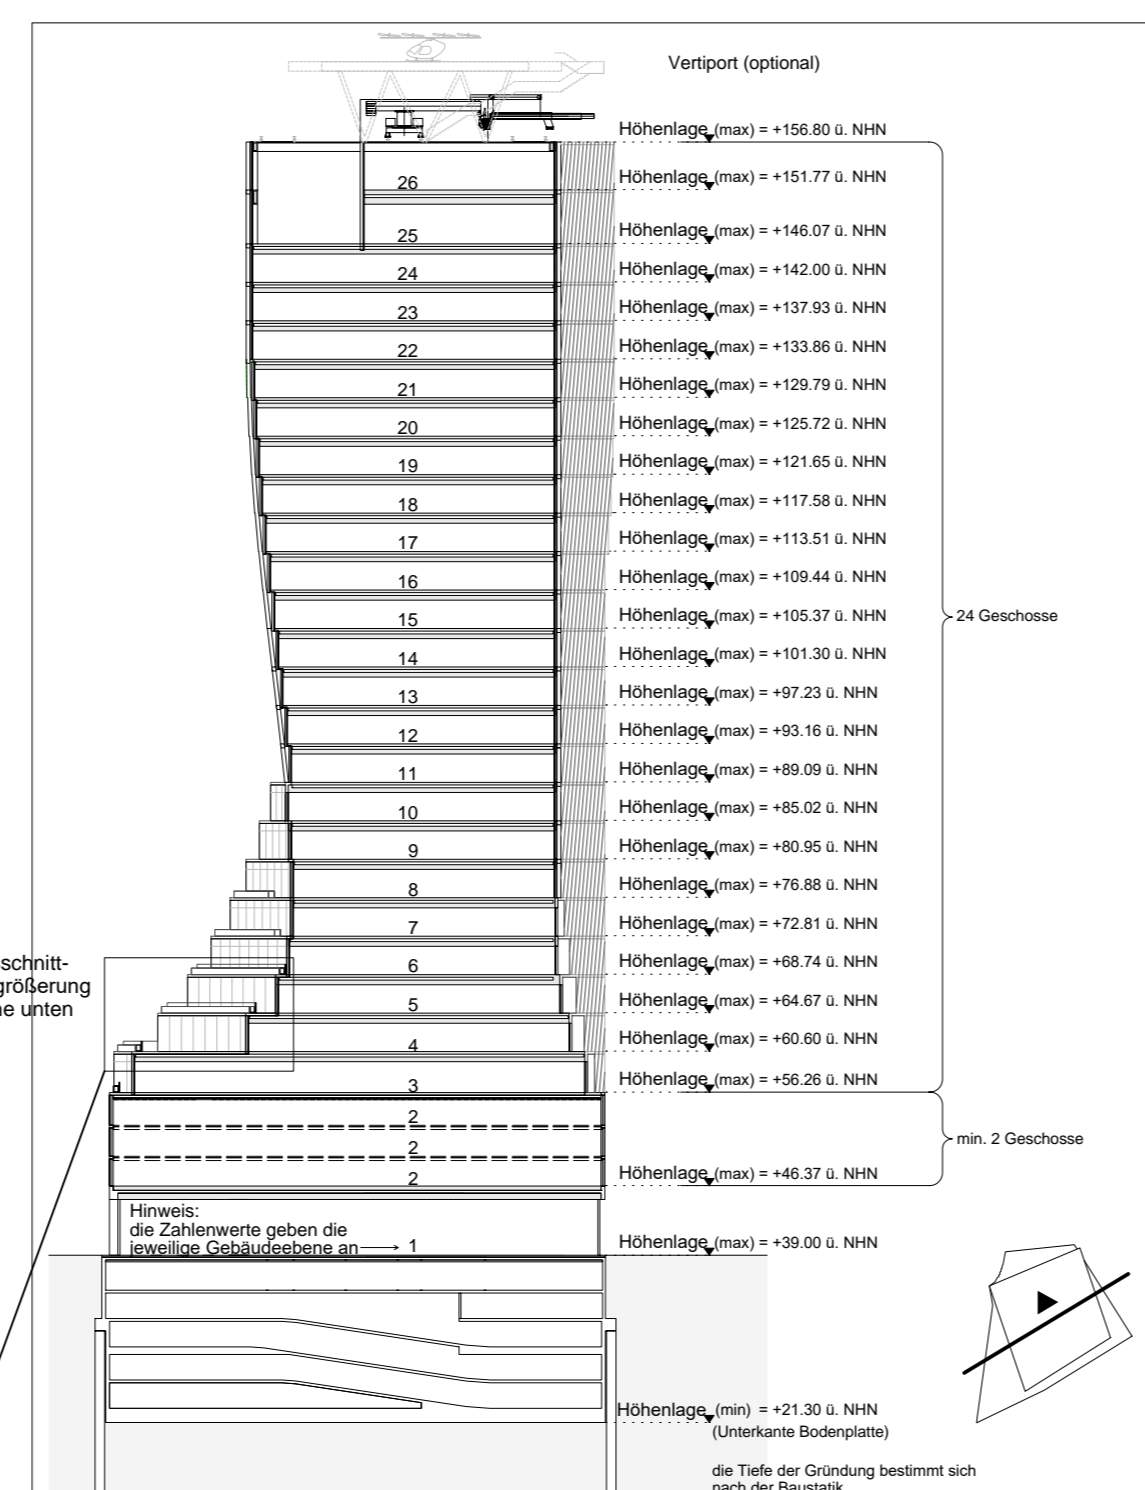 Vertiport (optional)
Höhenlage (max) = +156.80 ü. NHN
26
Höhenlage (max) = +151.77 ü. NHN
25
Höhenlage (max) = +146.07 ü. NHN
24
Höhenlage (max) = +142.00 ü. NHN
23
Höhenlage (max) = +137.93 ü. NHN
22
Höhenlage (max) = +133.86 ü. NHN
21
Höhenlage (max) = +129.79 ü. NHN
20
Höhenlage (max) = +125.72 ü. NHN
19
Höhenlage (max) = +121.65 ü. NHN
18
Höhenlage (max) = +117.58 ü. NHN
17
Höhenlage (max) = +113.51 ü. NHN
16
Höhenlage (max) = +109.44 ü. NHN
15
Höhenlage (max) = +105.37 ü. NHN
24 Geschosse
14
Höhenlage (max) = +101.30 ü. NHN
13
Höhenlage (max) = +97.23 ü. NHN
12
Höhenlage (max) = +93.16 ü. NHN
11
Höhenlage (max) = +89.09 ü. NHN
10
Höhenlage (max) = +85.02 ü. NHN
9
Höhenlage (max) = +80.95 ü. NHN
8
Höhenlage (max) = +76.88 ü. NHN
7
Höhenlage (max) = +72.81 ü. NHN
6
Höhenlage (max) = +68.74 ü. NHN
schnitt-
größerung
unten
5
Höhenlage (max) = +64.67 ü. NHN
4
Höhenlage (max) = +60.60 ü. NHN
3
Höhenlage (max) = +56.26 ü. NHN
2
2
min. 2 Geschosse
2
Höhenlage (max) = +46.37 ü. NHN
Hinweis:
die Zahlenwerte geben die
jeweilige Gebäudeebene an → 1
Höhenlage (max) = +39.00 ü. NHN
Höhenlage (min) = +21.30 ü. NHN
(Unterkante Bodenplatte)
die Tiefe der Gründung bestimmt sich
nach der Baustatik